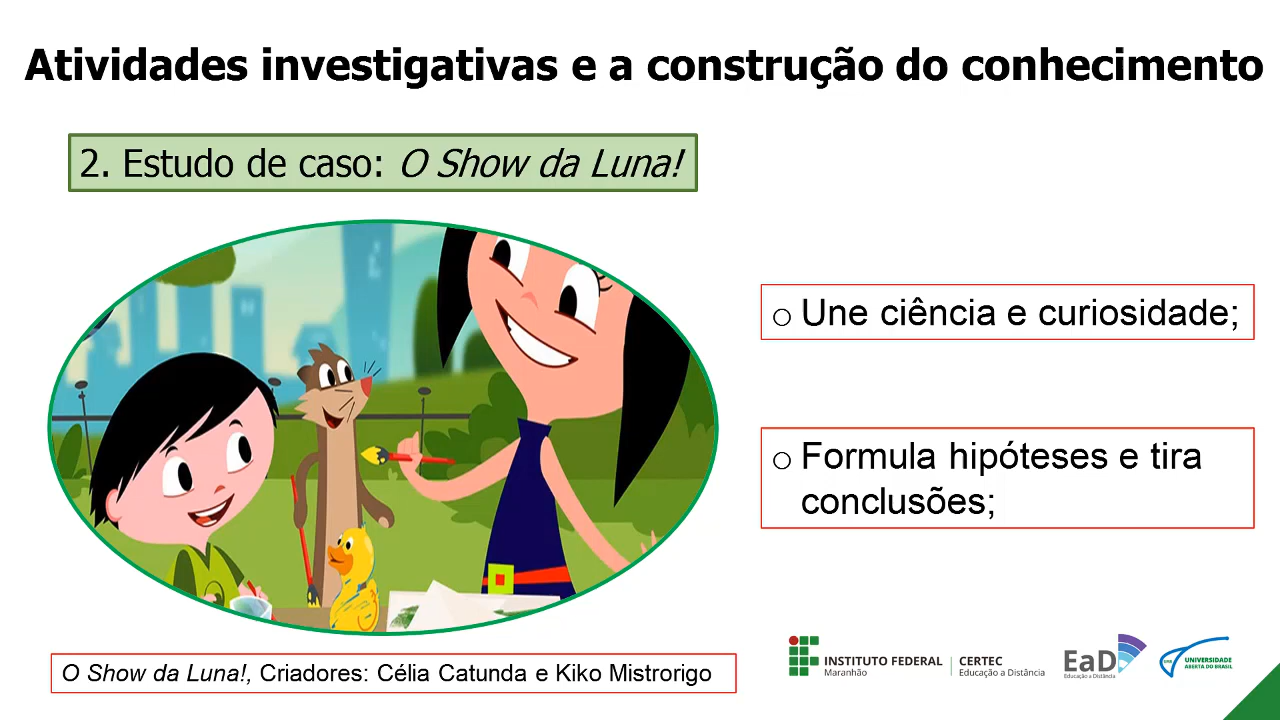 Atividades investigativas e a construção do conhecimento
2. Estudo de caso: O Show da Luna!
o Une ciência e curiosidade;
o Formula hipóteses e tira
conclusões;
O Show da Luna!, Criadores: Célia Catunda e Kiko Mistrorigo
INSTITUTO FEDERAL
Maranhão
CERTEC
Educação a Distância
EaD
Educação a Distância
UAB
UNIVERSIDADE
ABERTA DO BRASIL